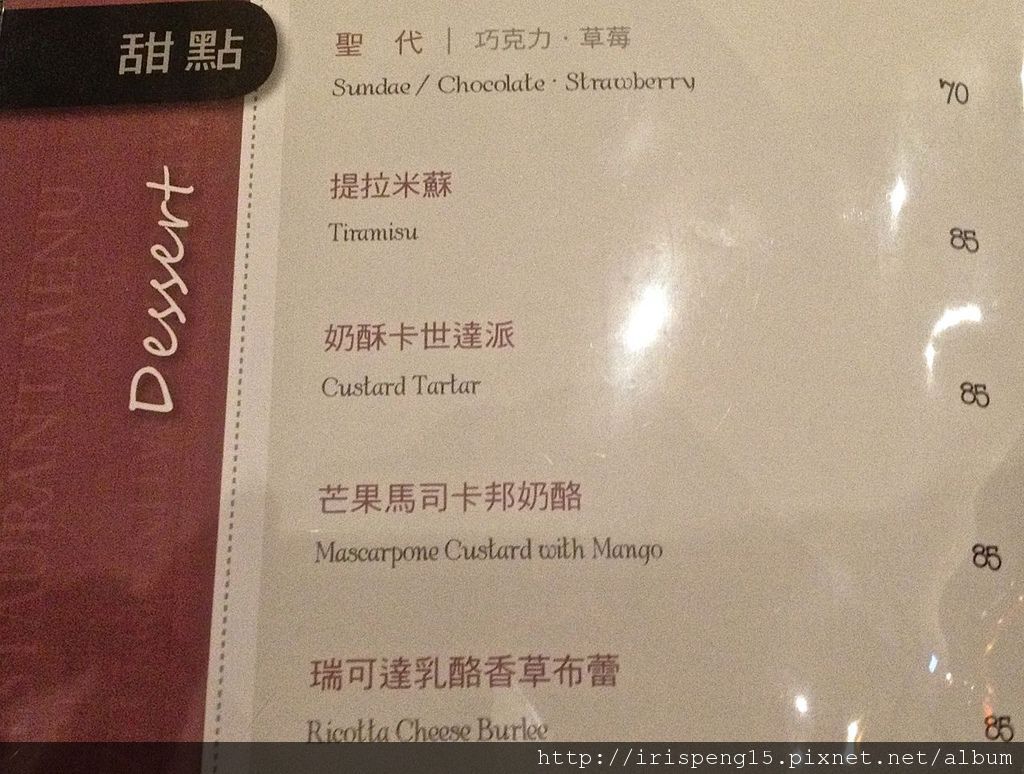 甜點
Dessert
聖 代 | 巧克力·草莓
Sundae / Chocolate · Strawberry
70
提拉米蘇
Tiramisu
85
奶酥卡世達派
Custard Tartar
85
芒果馬司卡邦奶酪
Mascarpone Custard with Mango
85
瑞可達乳酪香草布蕾
Ricotta Cheese Burlee
85
http://irispeng15.pixnet.net/album